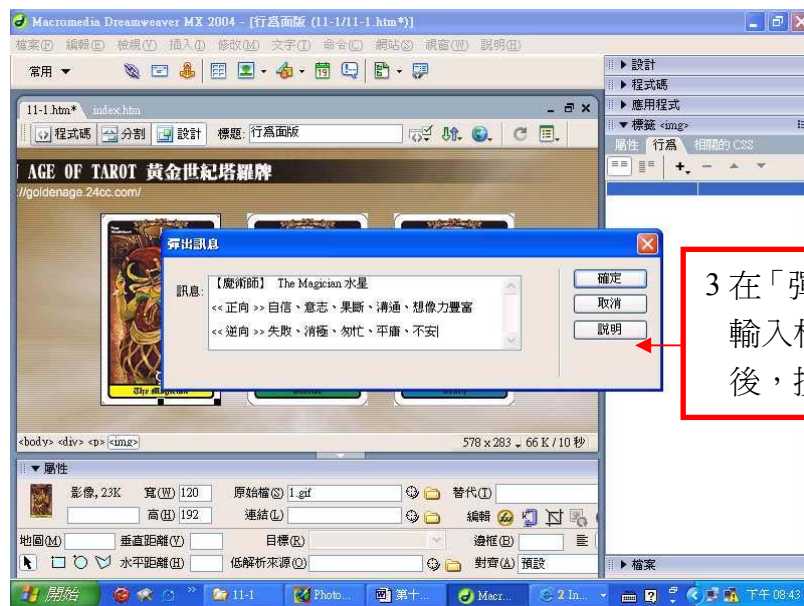 Macromedia Dreamweaver MX 2004 - [行為面版 (11-1/11-1.htm*)]
檔案(F) 編輯(E) 檢視(V) 插入(I) 修改(M) 文字(T) 命令(C) 網站(S) 視窗(W) 說明(H)
常用
設計
程式碼
應用程式
標籤 <img>
屬性 行為 相關的 CSS
11-1.htm* index.htm
程式碼 分割 設計 標題: 行為面版
AGE OF TAROT 黃金世紀塔羅牌
//goldenage.24cc.com/
彈出訊息
訊息:
【魔術師】 The Magician 水星
<< 正向 >> 自信、意志、果斷、溝通、想像力豐富
<< 逆向 >> 失敗、消極、匆忙、平庸、不安
確定
取消
說明
3 在「彈
輸入
後，
The Magician
<body> <div> <p> <img>
578 x 283 66 K / 10 秒
屬性
影像, 23K 寬(W) 120 原始檔(S) 1.gif 替代(T)
高(H) 192 連結(L) 編輯
地圖(M) 垂直距離(V) 目標(R) 邊框(B)
水平距離(H) 低解析來源(O) 對齊(A) 預設
檔案
開始 11-1 Photo... 第十... Macr... 2 In... 下午 08:43